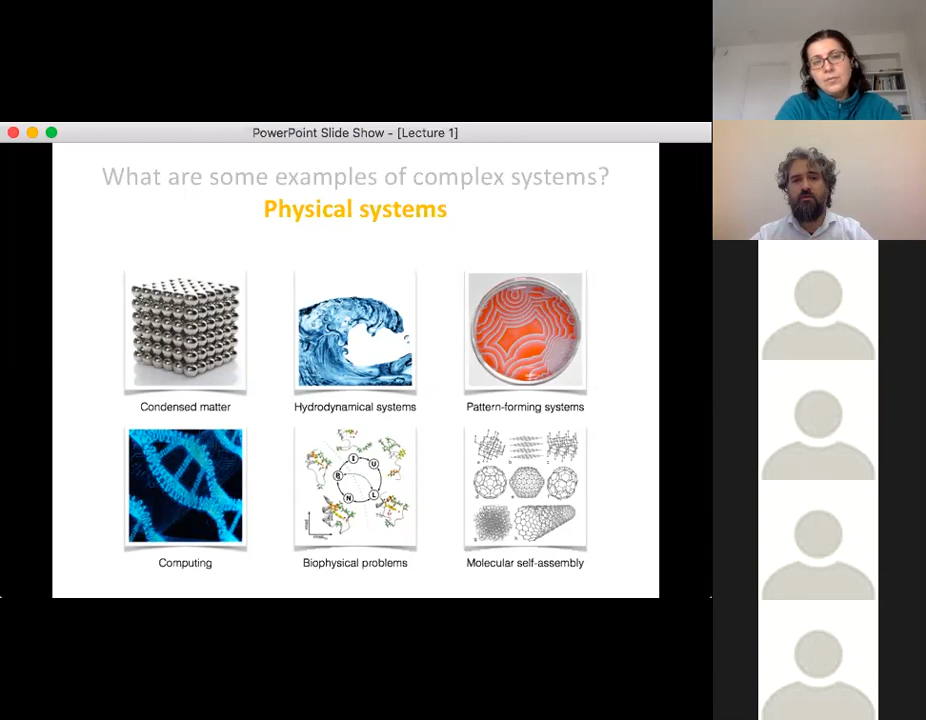 PowerPoint Slide Show - [Lecture 1]
What are some examples of complex systems?
Physical systems
Condensed matter
Hydrodynamical systems
Pattern-forming systems
I
U
R
N
L
Computing
Biophysical problems
Molecular self-assembly